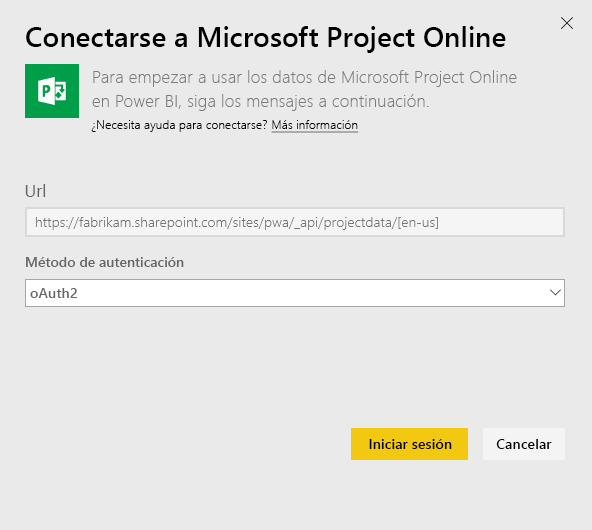 Conectarse a Microsoft Project Online
Para empezar a usar los datos de Microsoft Project Online
en Power BI, siga los mensajes a continuación.
¿Necesita ayuda para conectarse? Más información
Url
https://fabrikam.sharepoint.com/sites/pwa/_api/projectdata/[en-us]
Método de autenticación
oAuth2
Iniciar sesión
Cancelar